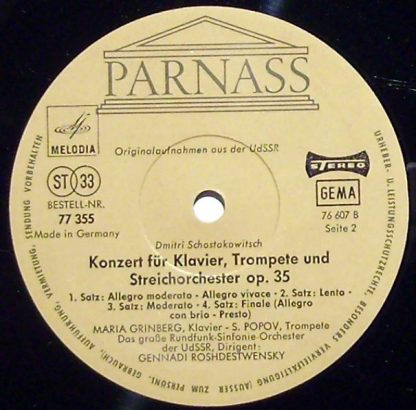 PARNASS
MELODIA
Originalaufnahmen aus der UdSSR
STEREO
ST 33
GEMA
BESTELL-NR.
77 355
76 607 B
Made in Germany
Seite 2
Dmitri Schostakowitsch
Konzert für Klavier, Trompete und
Streichorchester op. 35
1. Satz: Allegro moderato - Allegro vivace - 2. Satz: Lento -
3. Satz: Moderato - 4. Satz: Finale (Allegro
con brio - Presto)
MARIA GRINBERG, Klavier - S. POPOV, Trompete
Das große Rundfunk-Sinfonie-Orchester
der UdSSR, Dirigent:
GENNADI ROSHDESTWENSKY
URHEBER- U. LEISTUNGSSCHUTZRECHTE, BESONDERS VERVIELFÄLTIGUNG (AUSSER ZUM PERSÖNL. GEBRAUCH), AUFFÜHRUNG, VERMIETUNG, SENDUNG VORBEHALTEN